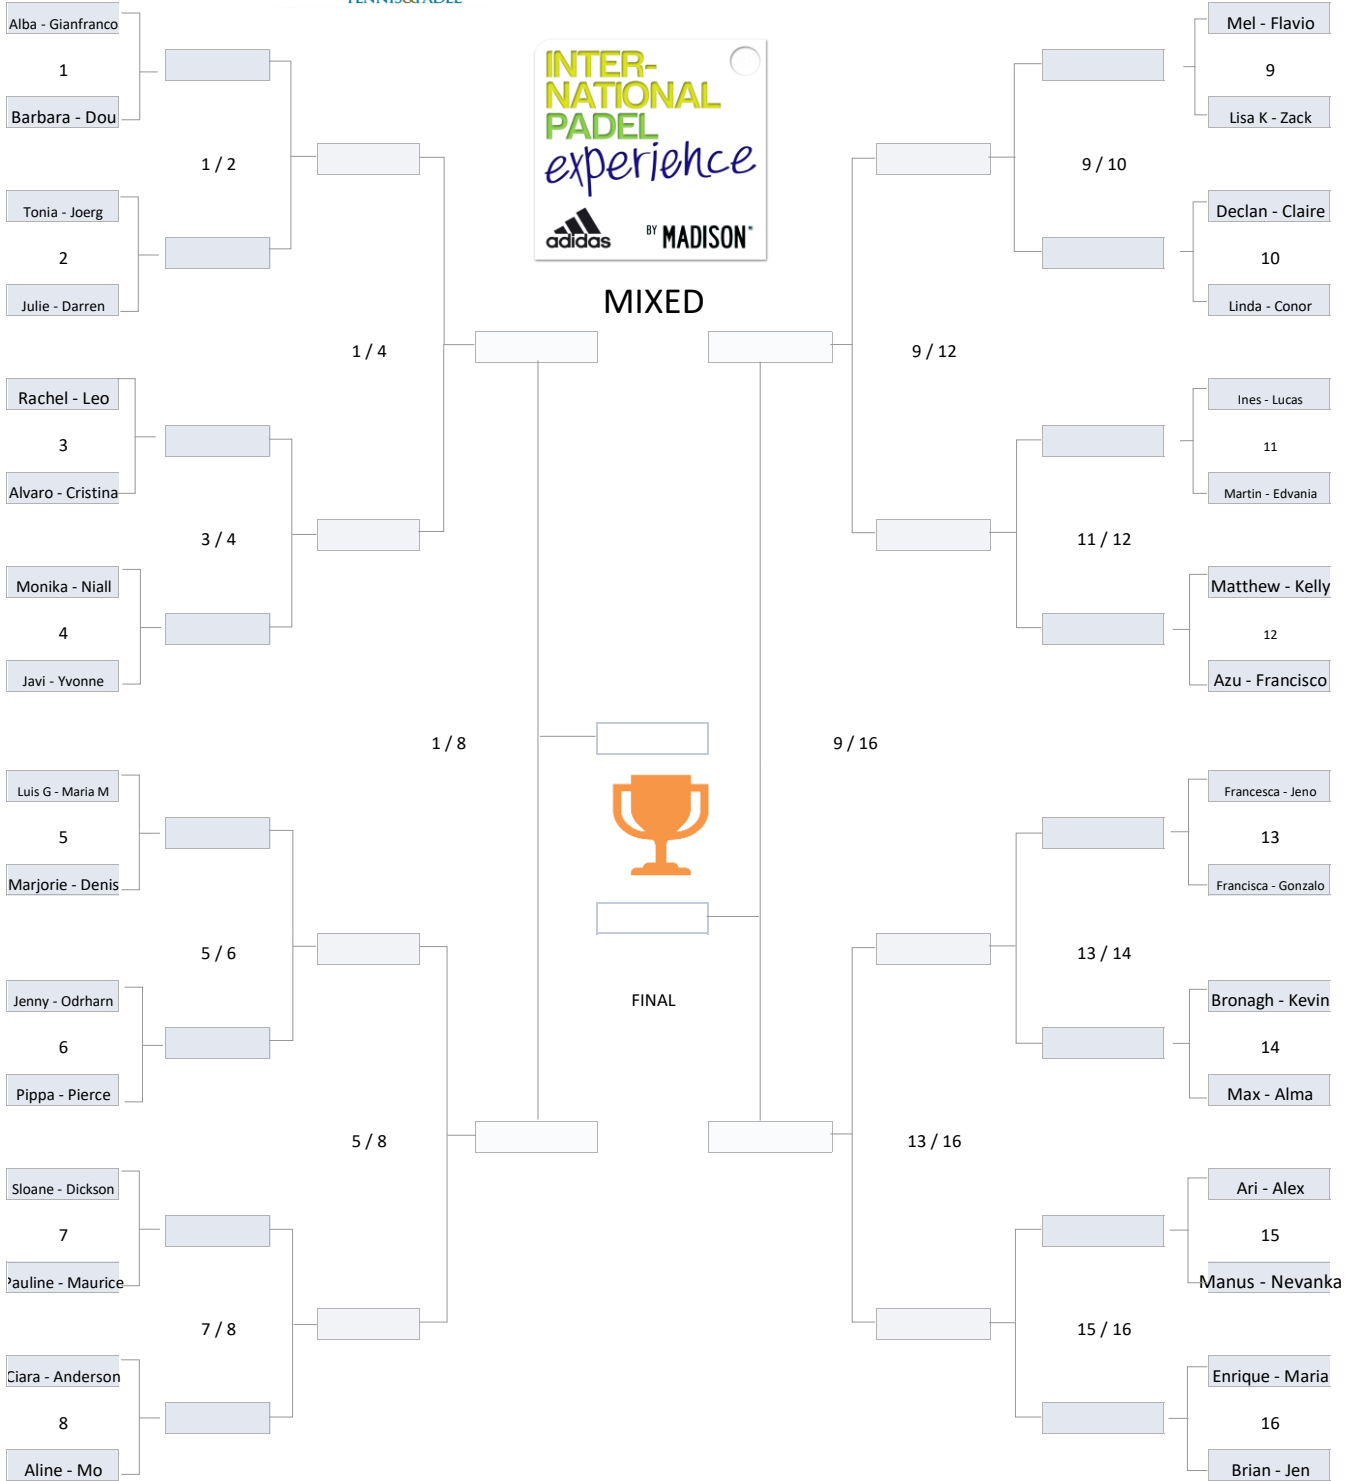 TENNIS&PADEL
Alba - Gianfranco
1
Barbara - Dou
1 / 2
Tonia - Joerg
2
Julie - Darren
1 / 4
Rachel - Leo
3
Alvaro - Cristina
3 / 4
Monika - Niall
4
Javi - Yvonne
1 / 8
Luis G - Maria M
5
Marjorie - Denis
5 / 6
Jenny - Odrharn
6
Pippa - Pierce
5 / 8
Sloane - Dickson
7
Pauline - Maurice
7 / 8
Ciara - Anderson
8
Aline - Mo
INTER-
NATIONAL
PADEL
experience
adidas
BY MADISON
MIXED
FINAL
Mel - Flavio
9
Lisa K - Zack
9 / 10
Declan - Claire
10
Linda - Conor
9 / 12
Ines - Lucas
11
Martin - Edvania
11 / 12
Matthew - Kelly
12
Azu - Francisco
9 / 16
Francesca - Jeno
13
Francisca - Gonzalo
13 / 14
Bronagh - Kevin
14
Max - Alma
13 / 16
Ari - Alex
15
Manus - Nevanka
15 / 16
Enrique - Maria
16
Brian - Jen